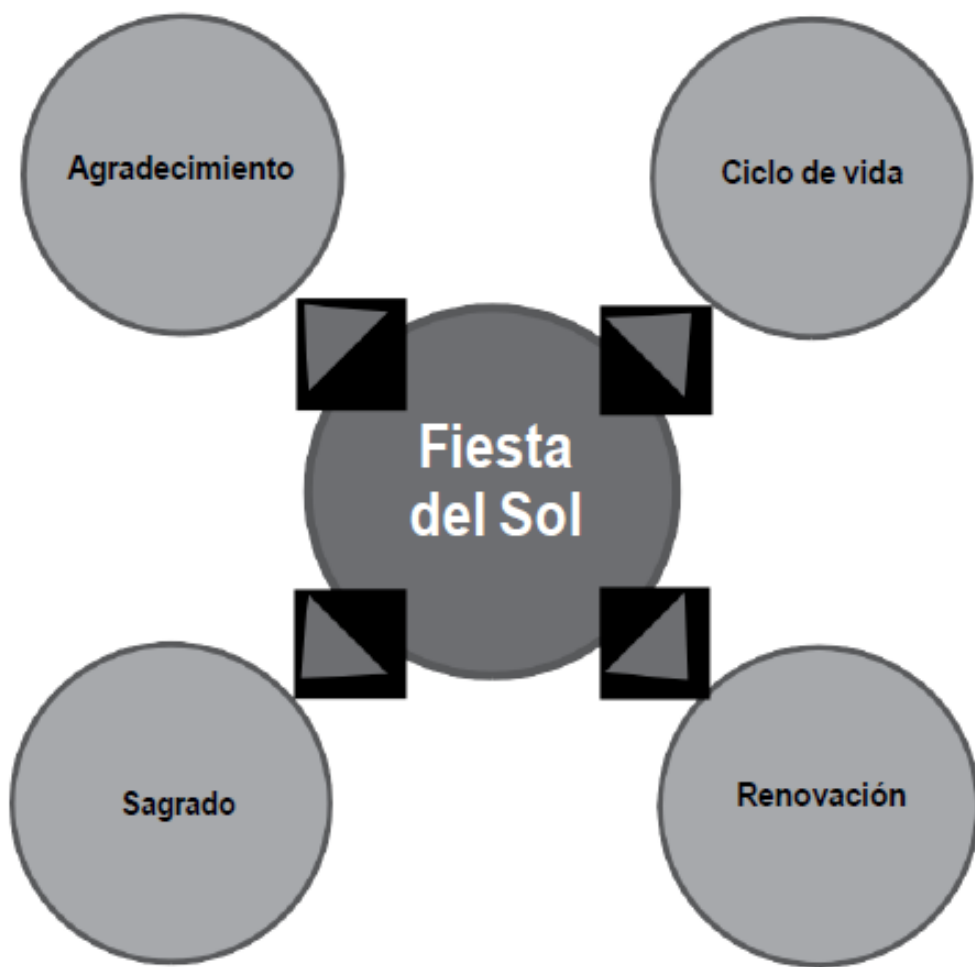 Agradecimiento
Ciclo de vida
Fiesta
del Sol
Sagrado
Renovación